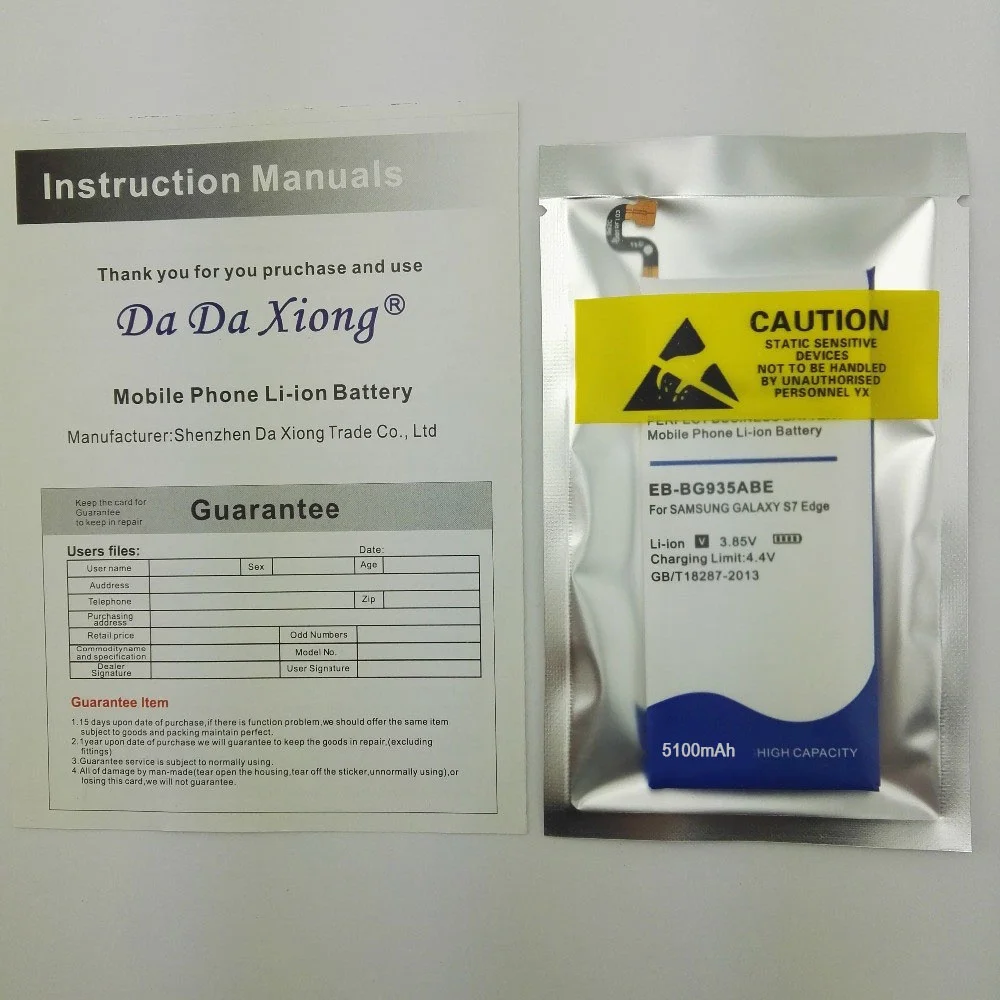 Instruction Manuals
Thank you for you pruchase and use
Da Da Xiong®
Mobile Phone Li-ion Battery
Manufacturer:Shenzhen Da Xiong Trade Co., Ltd
Keep the card for
Guarantee
to keep in repair
Guarantee
Users files: Date:
User name Sex Age
Auddress
Telephone Zip
Purchasing
address
Retail price Odd Numbers
Commodityname
and specification Model No.
Dealer
Signature User Signature
Guarantee Item
1.15 days upon date of purchase,if there is function problem,we should offer the same item
subject to goods and packing maintain perfect.
2.1year upon date of purchase we will guarantee to keep the goods in repair,(excluding
fittings)
3.Guarantee service is subject to normally using.
4.All of damage by man-made(tear open the housing,tear off the sticker,unnormally using),or
losing this card,we will not guarantee.
CAUTION
STATIC SENSITIVE
DEVICES
NOT TO BE HANDLED
BY UNAUTHORISED
PERSONNEL YX
Mobile Phone Li-ion Battery
EB-BG935ABE
For SAMSUNG GALAXY S7 Edge
Li-ion V 3.85V
Charging Limit:4.4V
GB/T18287-2013
5100mAh HIGH CAPACITY